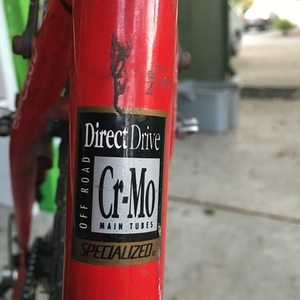 Direct Drive
OFF ROAD
Cr-Mo
MAIN TUBES
SPECIALIZED